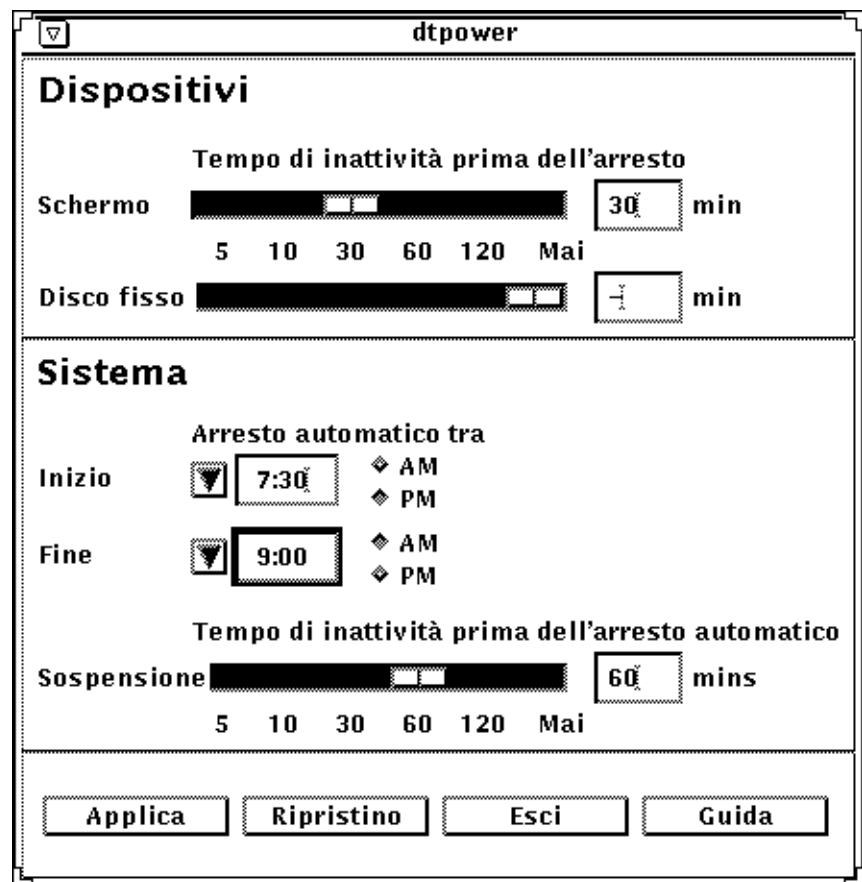 dtpower
Dispositivi
Tempo di inattività prima dell'arresto
Schermo 30 min
5 10 30 60 120 Mai
Disco fisso – min
Sistema
Arresto automatico tra
Inizio 7:30 AM
PM
Fine 9:00 AM
PM
Tempo di inattività prima dell'arresto automatico
Sospensione 60 mins
5 10 30 60 120 Mai
Applica Ripristino Esci Guida